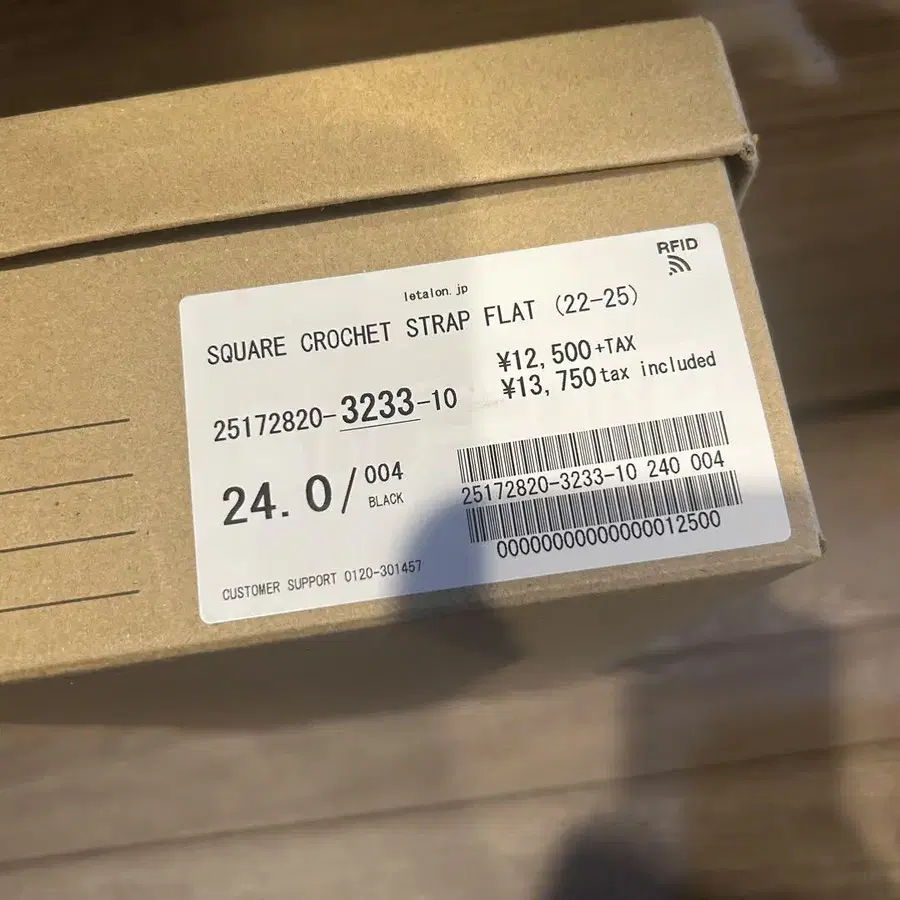 RFID
letalon.jp
SQUARE CROCHET STRAP FLAT (22-25)
¥12,500+TAX
¥13,750 tax included
25172820-3233-10
24.0/004
BLACK
25172820-3233-10 240 004
00000000000000012500
CUSTOMER SUPPORT 0120-301457